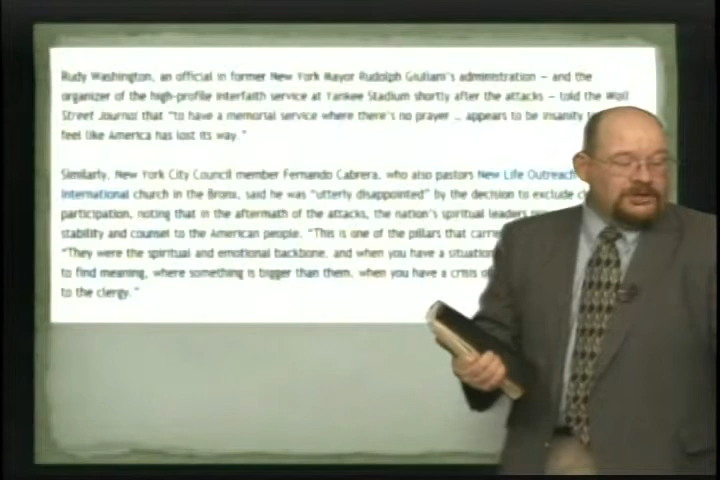 Rudy Washington, an official in former New York Mayor Rudolph Giuliani's administration – and the
organizer of the high-profile interfaith service at Yankee Stadium shortly after the attacks – told the Wall
Street Journal that "to have a memorial service where there's no prayer ... appears to be insanity
feel like America has lost its way."
Similarly, New York City Council member Fernando Cabrera, who also pastors New Life Outreach
International church in the Bronx, said he was "utterly disappointed" by the decision to exclude
participation, noting that in the aftermath of the attacks, the nation's spiritual leaders
stability and counsel to the American people. "This is one of the pillars that
"They were the spiritual and emotional backbone, and when you have a
to find meaning, where something is bigger than them, when you have a crisis
to the clergy."